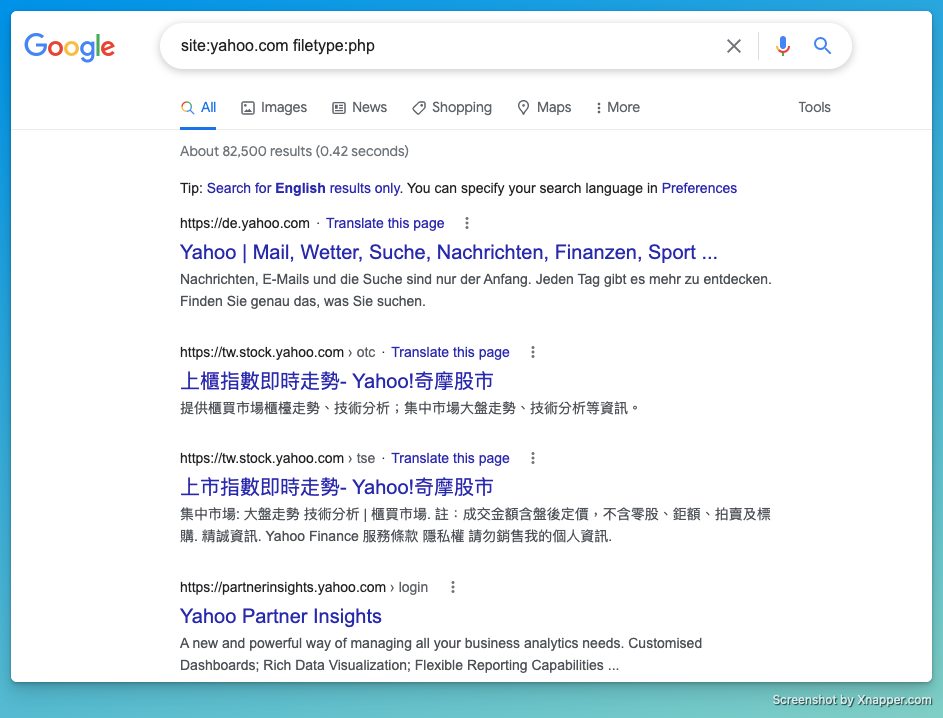 Google
site:yahoo.com filetype:php
All Images News Shopping Maps More Tools
About 82,500 results (0.42 seconds)
Tip: Search for English results only. You can specify your search language in Preferences
https://de.yahoo.com · Translate this page
Yahoo | Mail, Wetter, Suche, Nachrichten, Finanzen, Sport ...
Nachrichten, E-Mails und die Suche sind nur der Anfang. Jeden Tag gibt es mehr zu entdecken.
Finden Sie genau das, was Sie suchen.
https://tw.stock.yahoo.com › otc · Translate this page
上櫃指數即時走勢- Yahoo!奇摩股市
提供櫃買市場櫃檯走勢、技術分析；集中市場大盤走勢、技術分析等資訊。
https://tw.stock.yahoo.com › tse · Translate this page
上市指數即時走勢- Yahoo!奇摩股市
集中市場: 大盤走勢 技術分析 | 櫃買市場. 註：成交金額含盤後定價，不含零股、鉅額、拍賣及標
購. 精誠資訊. Yahoo Finance 服務條款 隱私權 請勿銷售我的個人資訊.
https://partnerinsights.yahoo.com › login
Yahoo Partner Insights
A new and powerful way of managing all your business analytics needs. Customised
Dashboards; Rich Data Visualization; Flexible Reporting Capabilities ...
Screenshot by Xnapper.com